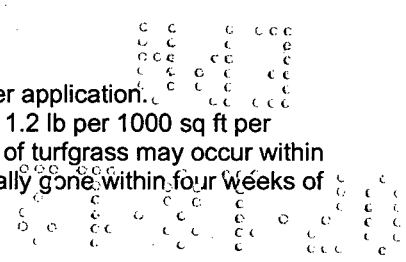 er application.
1.2 lb per 1000 sq ft per
of turfgrass may occur within
ally gone within four weeks of